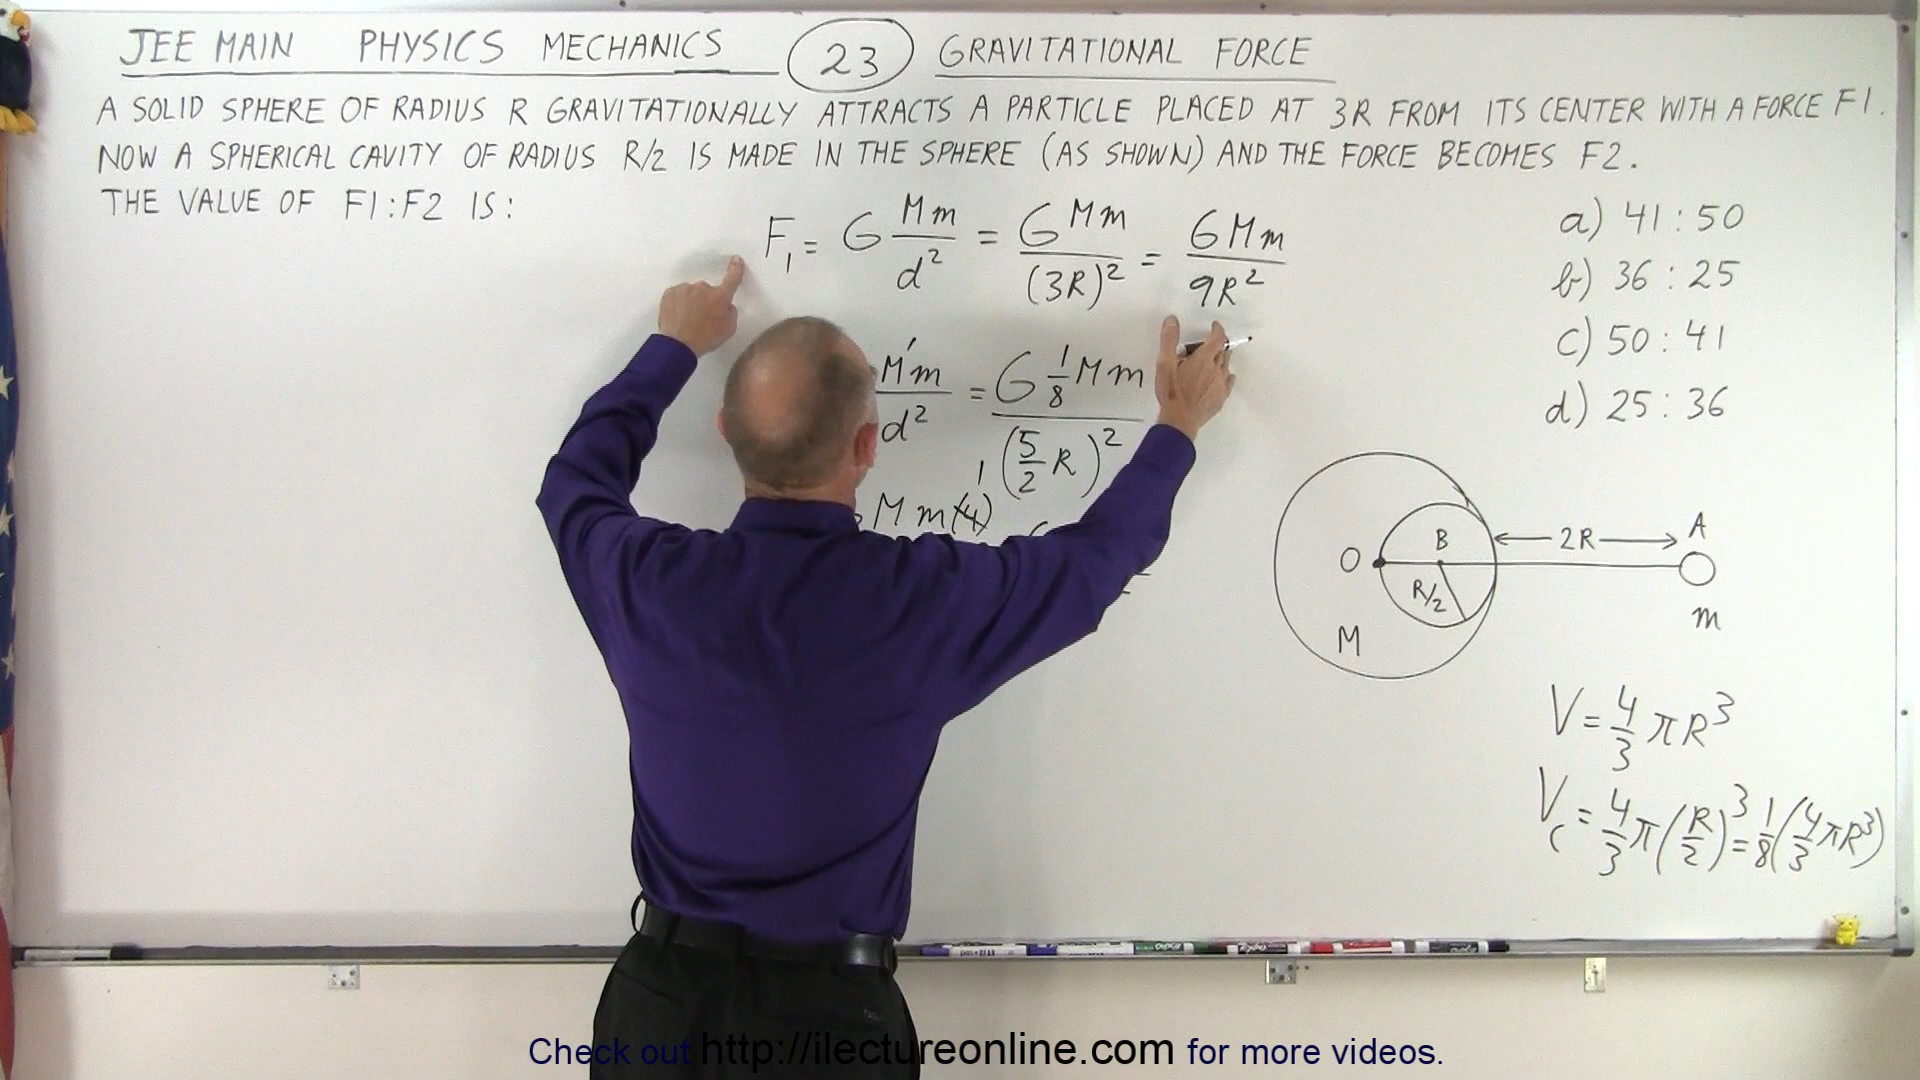 JEE MAIN PHYSICS MECHANICS 23 GRAVITATIONAL FORCE
A SOLID SPHERE OF RADIUS R GRAVITATIONALLY ATTRACTS A PARTICLE PLACED AT 3R FROM ITS CENTER WITH A FORCE F1.
NOW A SPHERICAL CAVITY OF RADIUS R/2 IS MADE IN THE SPHERE (AS SHOWN) AND THE FORCE BECOMES F2.
THE VALUE OF F1:F2 IS:
F₁ = G Mm/d² = G Mm/(3R)² = GMm/9R²
M'm/d² = G 1/8 Mm/(5/2 R)²
Mm(4) 1
a) 41 : 50
b) 36 : 25
c) 50 : 41
d) 25 : 36
O B R/2 M
2R A
m
V = 4/3 πR³
Vc = 4/3 π(R/2)³ = 1/8(4/3 πR³)
Check out http://ilectureonline.com for more videos.